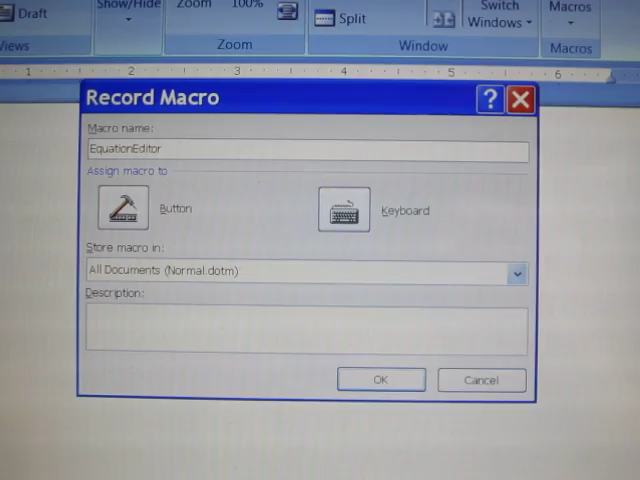 Draft
Show/Hide
Zoom
100%
Split
Switch
Windows
Macros
Views
Zoom
Window
Macros
1 2 3 4 5 6
Record Macro
? X
Macro name:
EquationEditor
Assign macro to
Button
Keyboard
Store macro in:
All Documents (Normal.dotm)
Description:
OK
Cancel